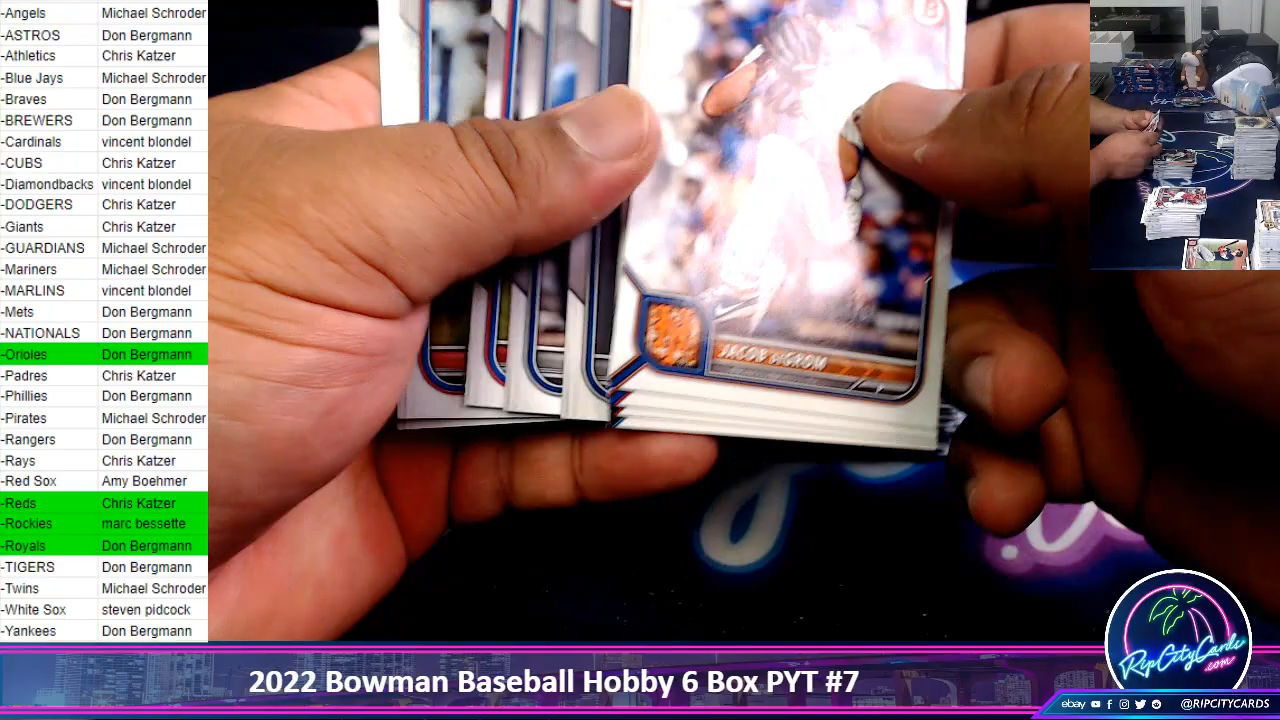 -Angels Michael Schroder
-ASTROS Don Bergmann
-Athletics Chris Katzer
-Blue Jays Michael Schroder
-Braves Don Bergmann
-BREWERS Don Bergmann
-Cardinals vincent blondel
-CUBS Chris Katzer
-Diamondbacks vincent blondel
-DODGERS Chris Katzer
-Giants Chris Katzer
-GUARDIANS Michael Schroder
-Mariners Michael Schroder
-MARLINS vincent blondel
-Mets Don Bergmann
-NATIONALS Don Bergmann
-Orioles Don Bergmann
-Padres Chris Katzer
-Phillies Don Bergmann
-Pirates Michael Schroder
-Rangers Don Bergmann
-Rays Chris Katzer
-Red Sox Amy Boehmer
-Reds Chris Katzer
-Rockies marc bessette
-Royals Don Bergmann
-TIGERS Don Bergmann
-Twins Michael Schroder
-White Sox steven pidcock
-Yankees Don Bergmann
JACOB deGROM
2022 Bowman Baseball Hobby 6 Box PYT #7
RipCityCards
.com
ebay @RIPCITYCARDS